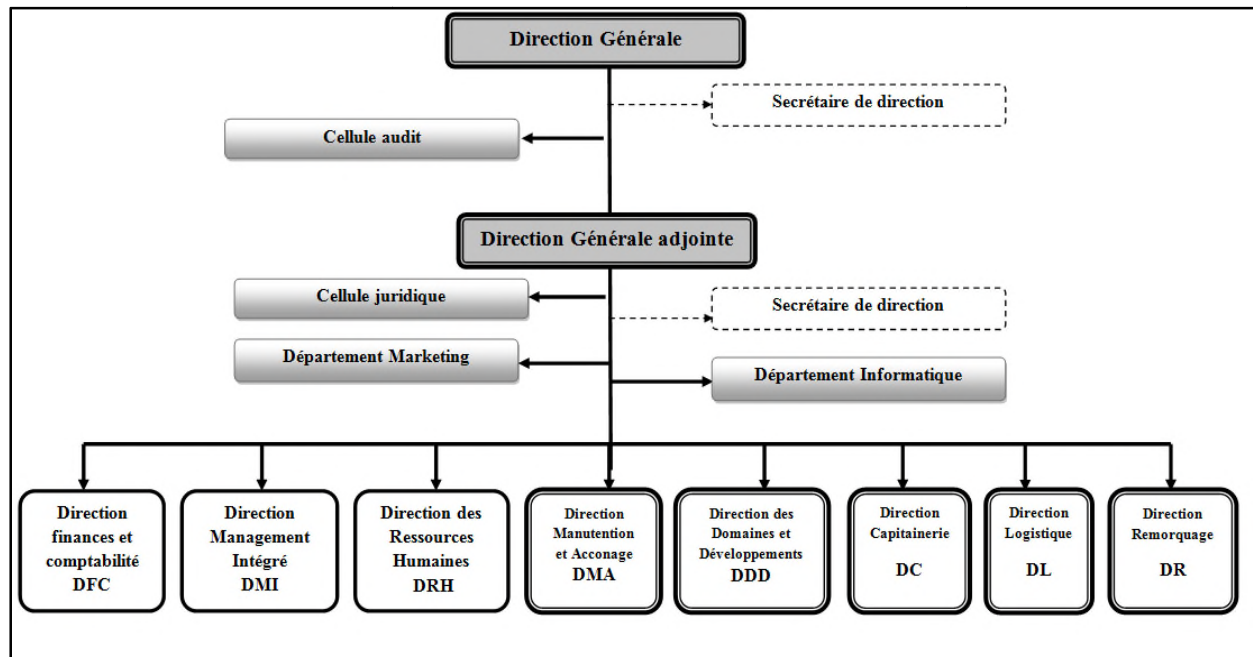 Direction Générale
Secrétaire de direction
Cellule audit
Direction Générale adjointe
Cellule juridique
Secrétaire de direction
Département Marketing
Département Informatique
Direction
finances et
comptabilité
DFC
Direction
Management
Intégré
DMI
Direction des
Ressources
Humaines
DRH
Direction
Manutention
et Acconage
DMA
Direction des
Domaines et
Développements
DDD
Direction
Capitainerie
DC
Direction
Logistique
DL
Direction
Remorquage
DR